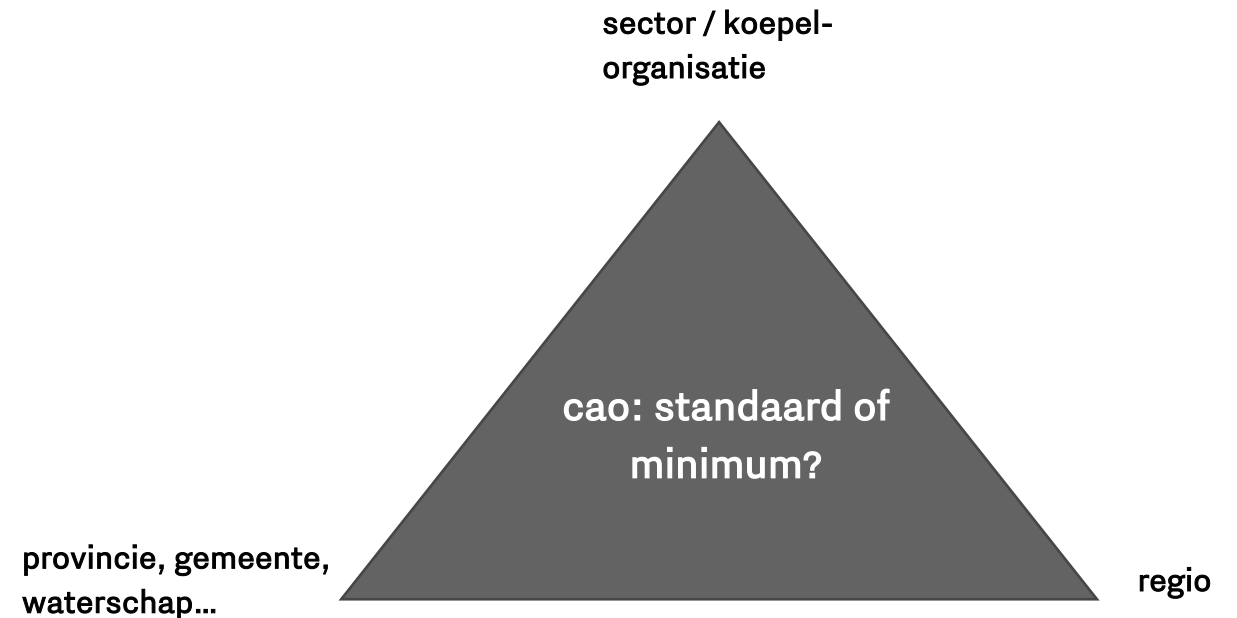 sector / koepel-
organisatie
cao: standaard of
minimum?
provincie, gemeente,
waterschap...
regio